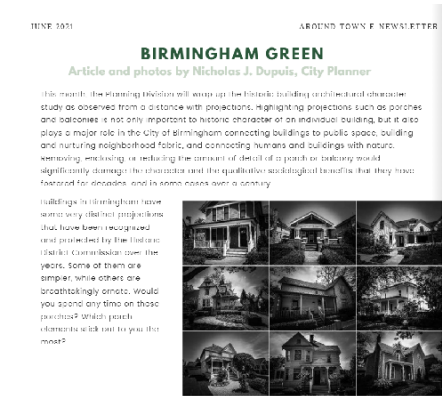 JUNE 2021
AROUND TOWN E-NEWSLETTER
BIRMINGHAM GREEN
Article and photos by Nicholas J. Dupuis, City Planner
This month, the Planning Division will wrap up the historic building architectural character
study as observed from a distance with projections. Highlighting projections such as porches
and balconies is not only important to historic character of an individual building, but it also
plays a major role in the City of Birmingham connecting buildings to public space, building
and nurturing neighborhood fabric, and connecting humans and buildings with nature.
Removing, enclosing, or reducing the amount of detail of a porch or balcony would
significantly damage the character and the qualitative sociological benefits that they have
fostered for decades, and in some cases over a century.
Buildings in Birmingham have
some very distinct projections
that have been recognized
and protected by the Historic
District Commission over the
years. Some of them are
simpler, while others are
breathtakingly ornate. Would
you spend any time on these
porches? Which porch
elements stick out to you the
most?